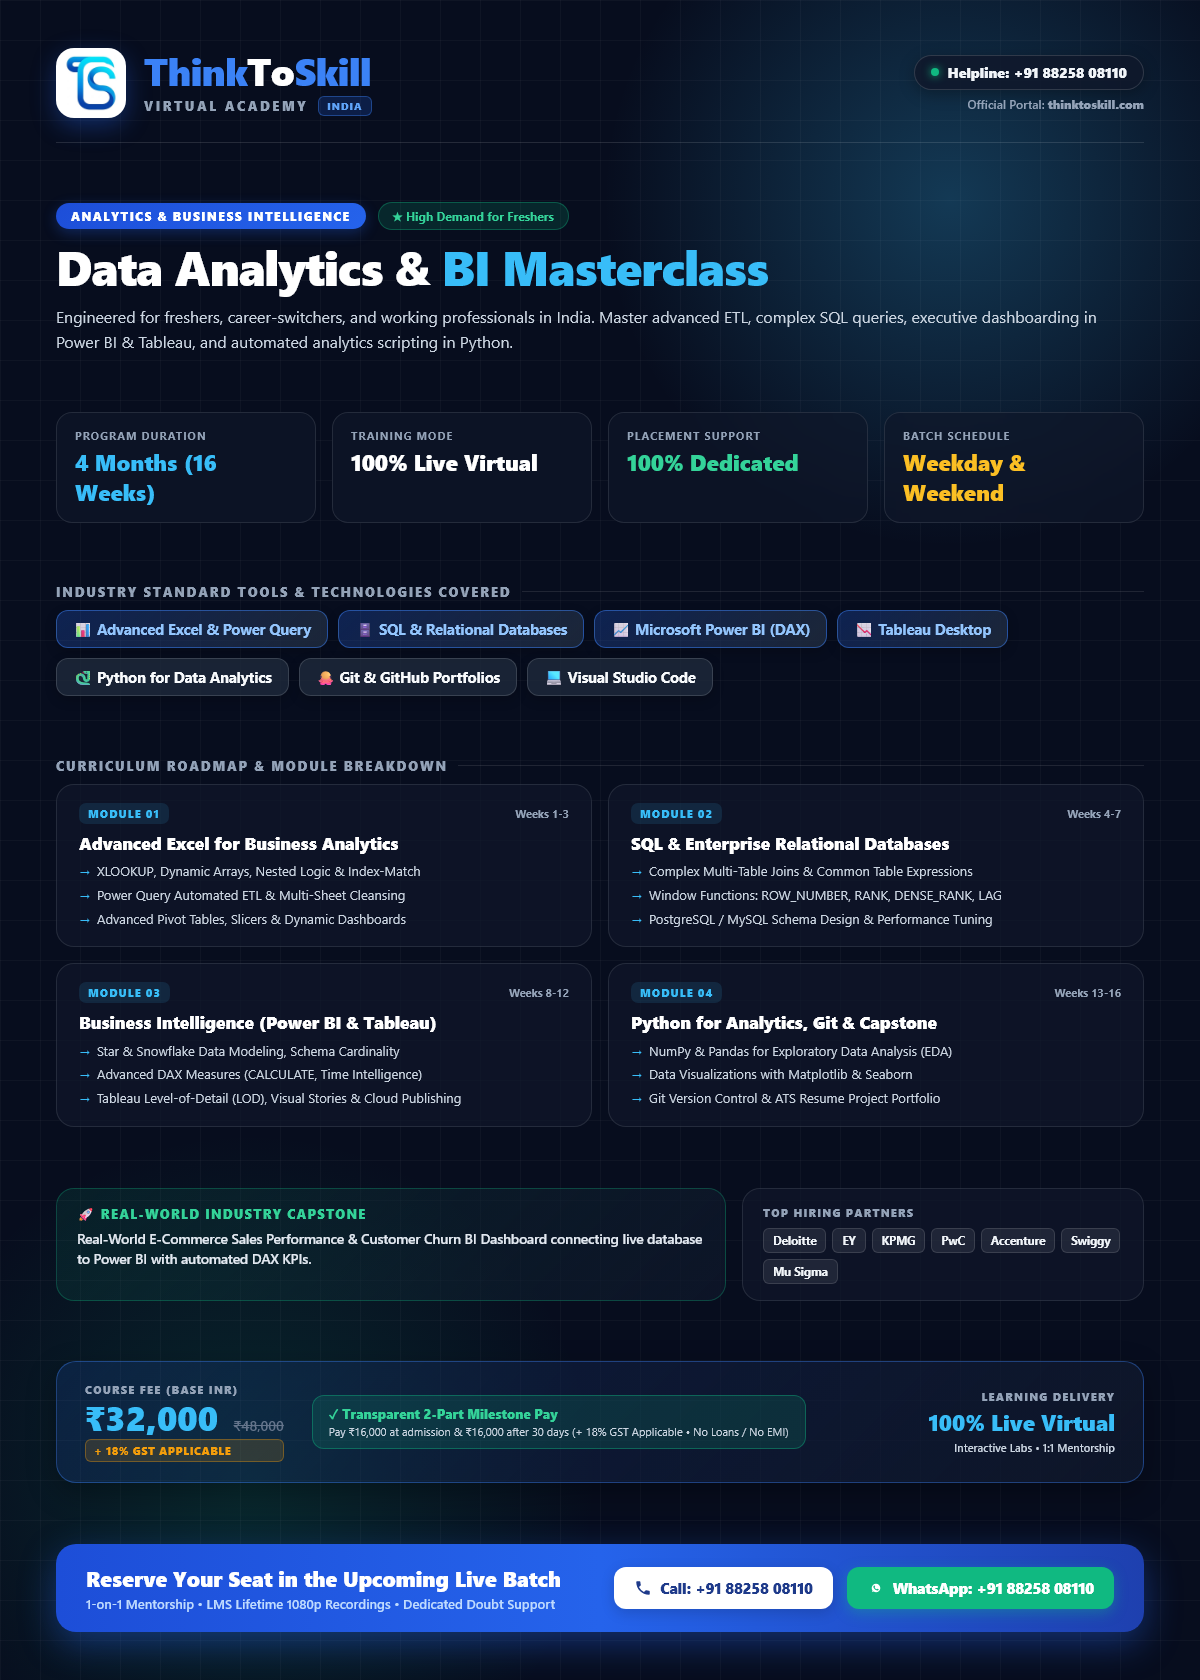 ThinkToSkill
VIRTUAL ACADEMY INDIA
Helpline: +91 88258 08110
Official Portal: thinktoskill.com
ANALYTICS & BUSINESS INTELLIGENCE
★ High Demand for Freshers
Data Analytics & BI Masterclass
Engineered for freshers, career-switchers, and working professionals in India. Master advanced ETL, complex SQL queries, executive dashboarding in
Power BI & Tableau, and automated analytics scripting in Python.
PROGRAM DURATION
4 Months (16
Weeks)
TRAINING MODE
100% Live Virtual
PLACEMENT SUPPORT
100% Dedicated
BATCH SCHEDULE
Weekday &
Weekend
INDUSTRY STANDARD TOOLS & TECHNOLOGIES COVERED
Advanced Excel & Power Query
SQL & Relational Databases
Microsoft Power BI (DAX)
Tableau Desktop
Python for Data Analytics
Git & GitHub Portfolios
Visual Studio Code
CURRICULUM ROADMAP & MODULE BREAKDOWN
MODULE 01
Weeks 1-3
Advanced Excel for Business Analytics
→ XLOOKUP, Dynamic Arrays, Nested Logic & Index-Match
→ Power Query Automated ETL & Multi-Sheet Cleansing
→ Advanced Pivot Tables, Slicers & Dynamic Dashboards
MODULE 02
Weeks 4-7
SQL & Enterprise Relational Databases
→ Complex Multi-Table Joins & Common Table Expressions
→ Window Functions: ROW_NUMBER, RANK, DENSE_RANK, LAG
→ PostgreSQL / MySQL Schema Design & Performance Tuning
MODULE 03
Weeks 8-12
Business Intelligence (Power BI & Tableau)
→ Star & Snowflake Data Modeling, Schema Cardinality
→ Advanced DAX Measures (CALCULATE, Time Intelligence)
→ Tableau Level-of-Detail (LOD), Visual Stories & Cloud Publishing
MODULE 04
Weeks 13-16
Python for Analytics, Git & Capstone
→ NumPy & Pandas for Exploratory Data Analysis (EDA)
→ Data Visualizations with Matplotlib & Seaborn
→ Git Version Control & ATS Resume Project Portfolio
REAL-WORLD INDUSTRY CAPSTONE
Real-World E-Commerce Sales Performance & Customer Churn BI Dashboard connecting live database
to Power BI with automated DAX KPIs.
TOP HIRING PARTNERS
Deloitte EY KPMG PwC Accenture Swiggy
Mu Sigma
COURSE FEE (BASE INR)
₹32,000 ₹48,000
+ 18% GST APPLICABLE
✓ Transparent 2-Part Milestone Pay
Pay ₹16,000 at admission & ₹16,000 after 30 days (+ 18% GST Applicable • No Loans / No EMI)
LEARNING DELIVERY
100% Live Virtual
Interactive Labs • 1:1 Mentorship
Reserve Your Seat in the Upcoming Live Batch
1-on-1 Mentorship • LMS Lifetime 1080p Recordings • Dedicated Doubt Support
Call: +91 88258 08110
WhatsApp: +91 88258 08110